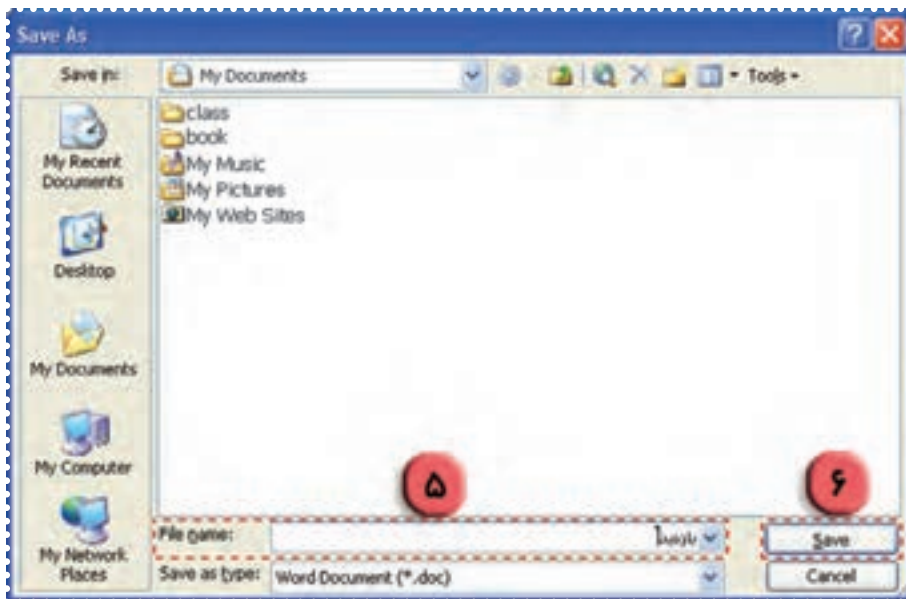 Save As
Save in:
My Documents
Tools
class
book
My Music
My Pictures
My Web Sites
My Recent
Documents
Desktop
My Documents
My Computer
My Network
Places
۵
۶
File name:
بازدید
Save
Save as type:
Word Document (*.doc)
Cancel